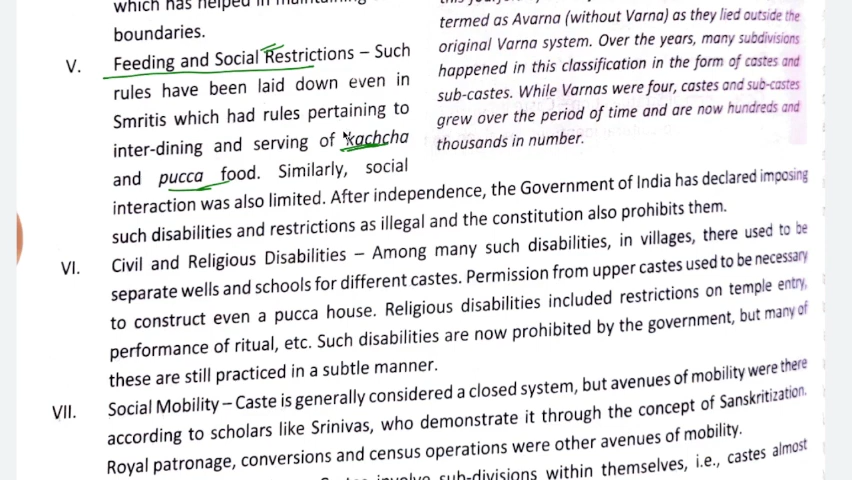 which has helped in
boundaries.
V. Feeding and Social Restrictions – Such
rules have been laid down even in
Smritis which had rules pertaining to
inter-dining and serving of kachcha
and pucca food. Similarly, social
termed as Avarna (without Varna) as they lied outside the
original Varna system. Over the years, many subdivisions
happened in this classification in the form of castes and
sub-castes. While Varnas were four, castes and sub-castes
grew over the period of time and are now hundreds and
thousands in number.
interaction was also limited. After independence, the Government of India has declared imposing
such disabilities and restrictions as illegal and the constitution also prohibits them.
VI. Civil and Religious Disabilities – Among many such disabilities, in villages, there used to be
separate wells and schools for different castes. Permission from upper castes used to be necessary
to construct even a pucca house. Religious disabilities included restrictions on temple entry,
performance of ritual, etc. Such disabilities are now prohibited by the government, but many of
these are still practiced in a subtle manner.
VII. Social Mobility – Caste is generally considered a closed system, but avenues of mobility were there
according to scholars like Srinivas, who demonstrate it through the concept of Sanskritization.
Royal patronage, conversions and census operations were other avenues of mobility.
sub-divisions within themselves, i.e., castes almost